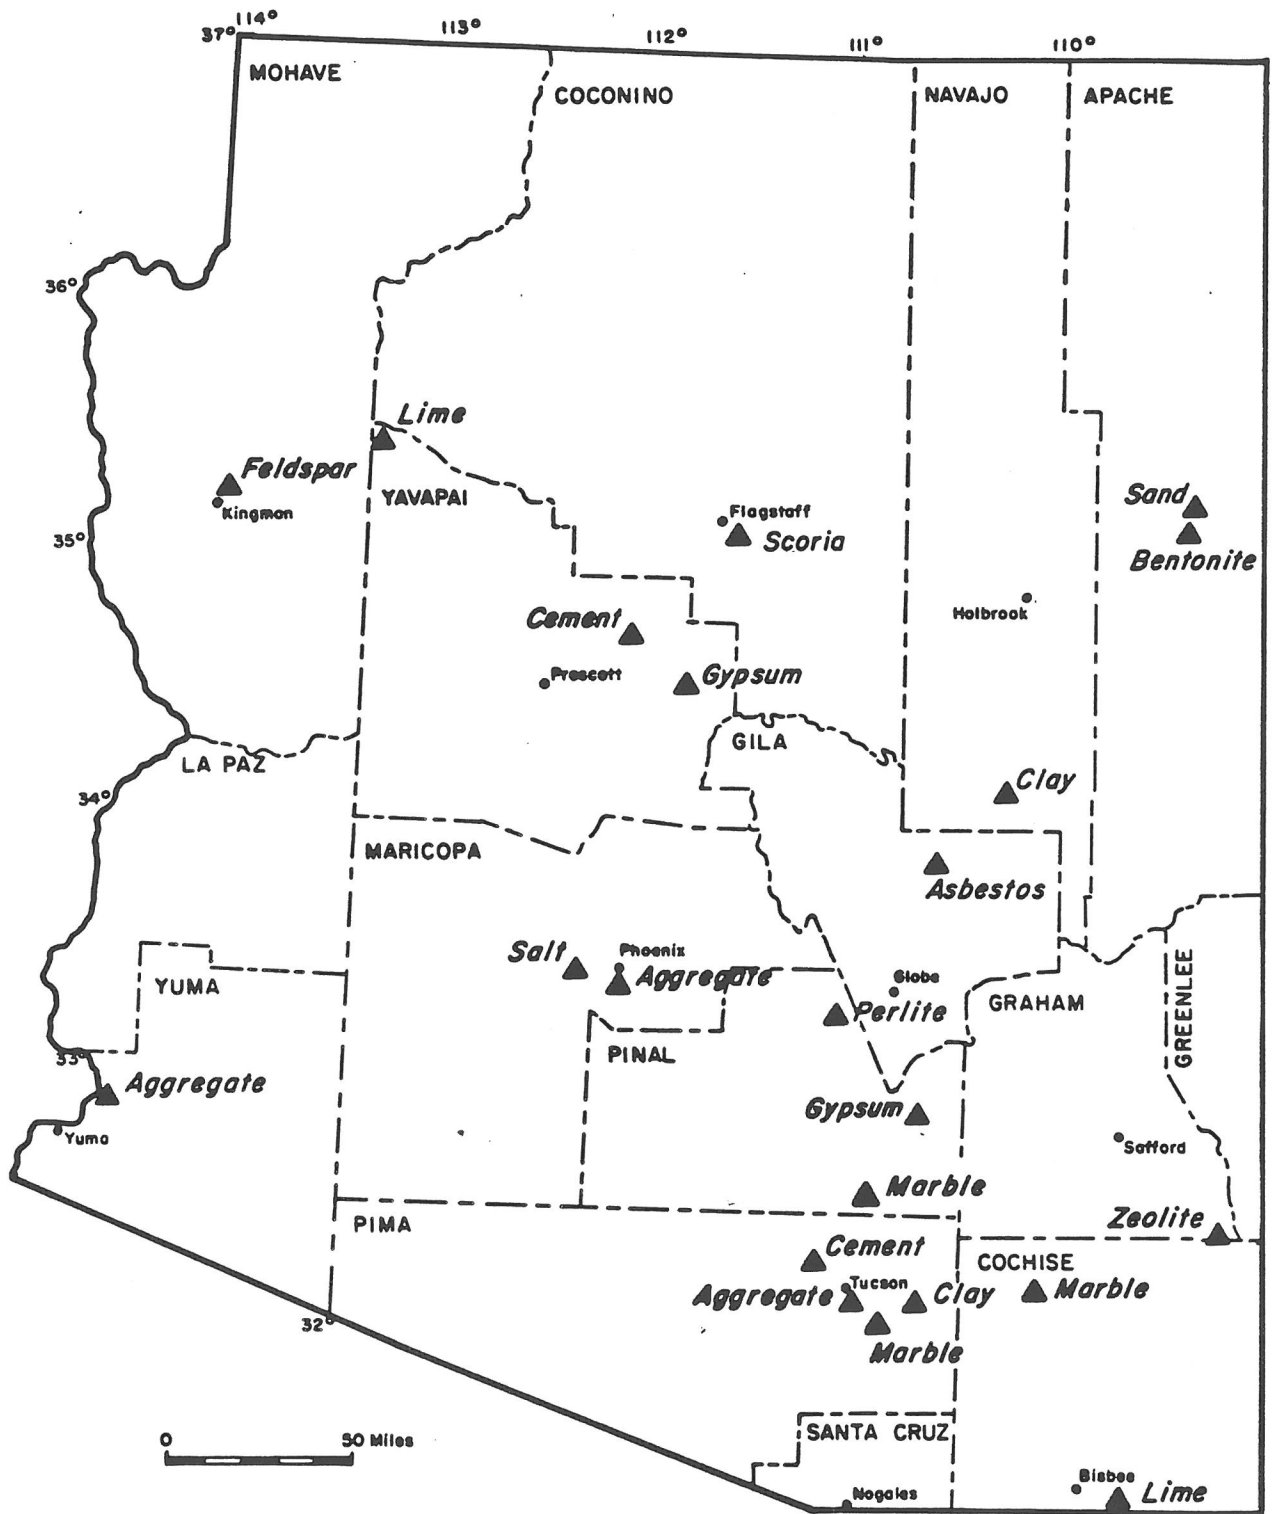 114°
37°
113°
112°
111°
110°
MOHAVE
COCONINO
NAVAJO
APACHE
36°
Lime
Feldspar
Kingman
YAVAPAI
Sand
Flagstaff
Scoria
35°
Bentonite
Holbrook
Cement
Prescott
Gypsum
GILA
LA PAZ
Clay
34°
MARICOPA
Asbestos
Salt
Phoenix
Aggregate
Globe
YUMA
GRAHAM
GREENLEE
Perlite
33°
PINAL
Aggregate
Gypsum
Yuma
Safford
Marble
PIMA
Zeolite
Cement
COCHISE
Tucson
Aggregate
Clay
Marble
32°
Marble
SANTA CRUZ
0 50 Miles
Bisbee
Nogales
Lime